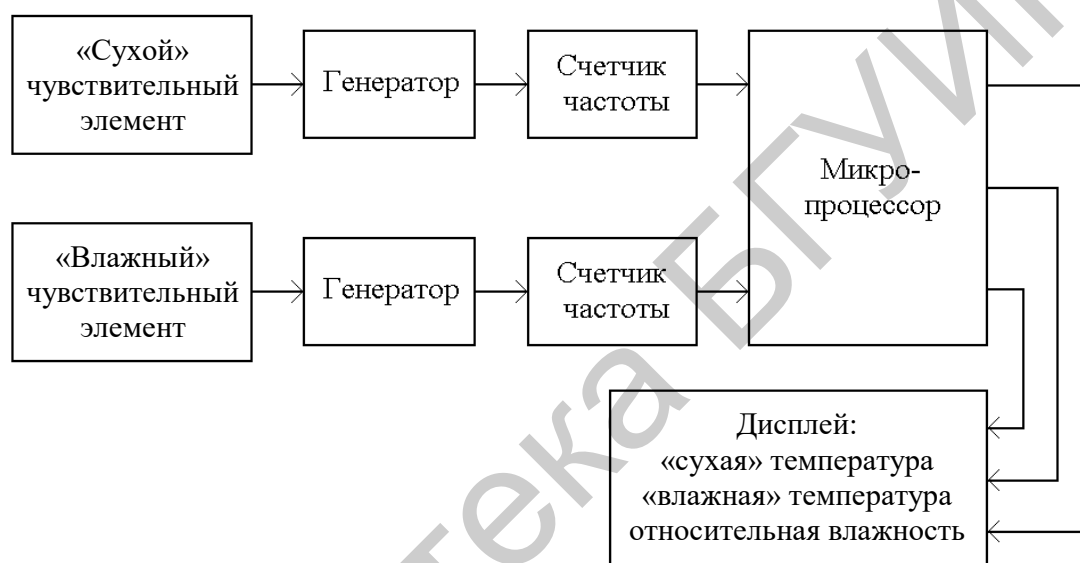 «Сухой»
чувствительный
элемент
Генератор
Счетчик
частоты
Микро-
процессор
«Влажный»
чувствительный
элемент
Генератор
Счетчик
частоты
Дисплей:
«сухая» температура
«влажная» температура
относительная влажность